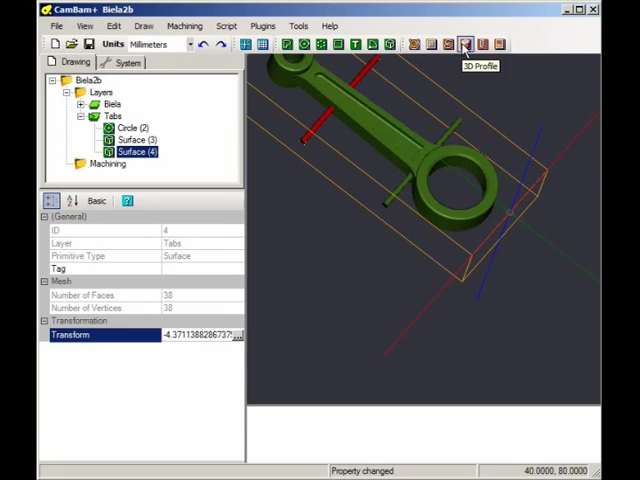 CamBam+ Biela2b
File View Edit Draw Machining Script Plugins Tools Help
Units Millimeters
3D Profile
Drawing System
Biela2b
Layers
Biela
Tabs
Circle (2)
Surface (3)
Surface (4)
Machining
Basic
(General)
ID 4
Layer Tabs
Primitive Type Surface
Tag
Mesh
Number of Faces 38
Number of Vertices 38
Transformation
Transform ...
Property changed 40.0000, 80.0000